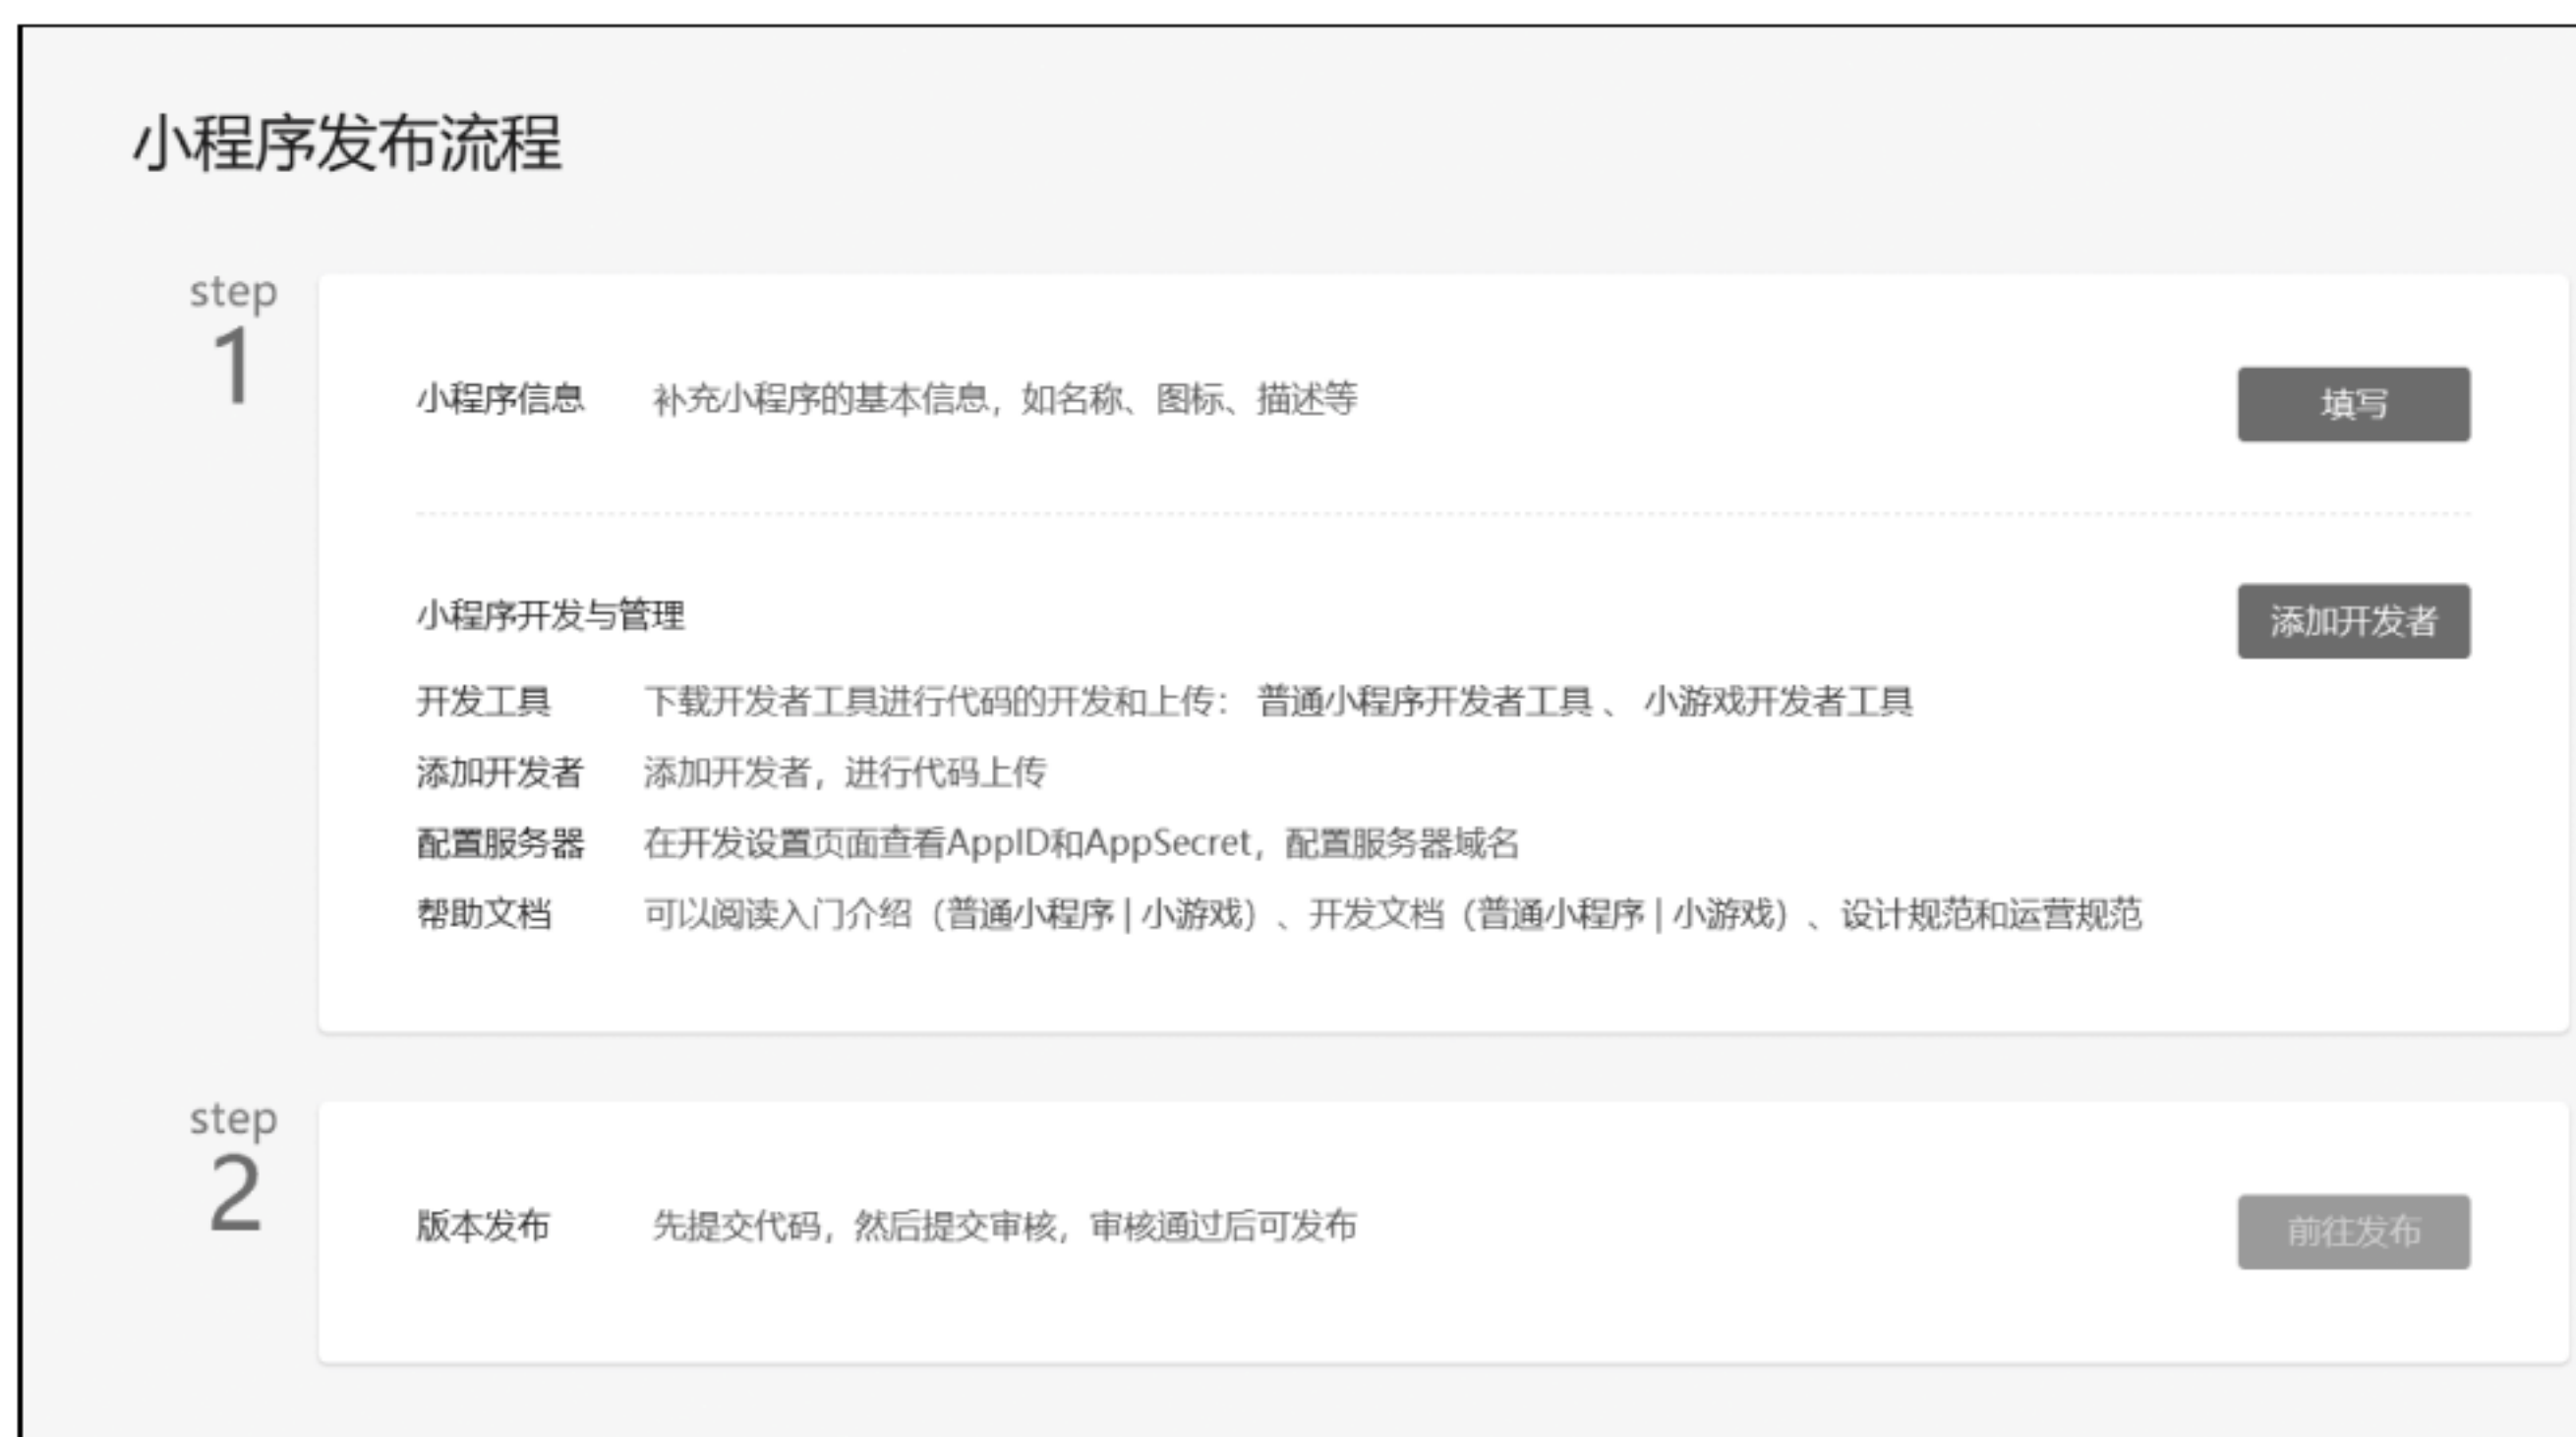 小程序发布流程
step
1
小程序信息 补充小程序的基本信息，如名称、图标、描述等 填写
小程序开发与管理 添加开发者
开发工具 下载开发者工具进行代码的开发和上传： 普通小程序开发者工具 、 小游戏开发者工具
添加开发者 添加开发者，进行代码上传
配置服务器 在开发设置页面查看AppID和AppSecret，配置服务器域名
帮助文档 可以阅读入门介绍（普通小程序 | 小游戏）、开发文档（普通小程序 | 小游戏）、设计规范和运营规范
step
2
版本发布 先提交代码，然后提交审核，审核通过后可发布 前往发布